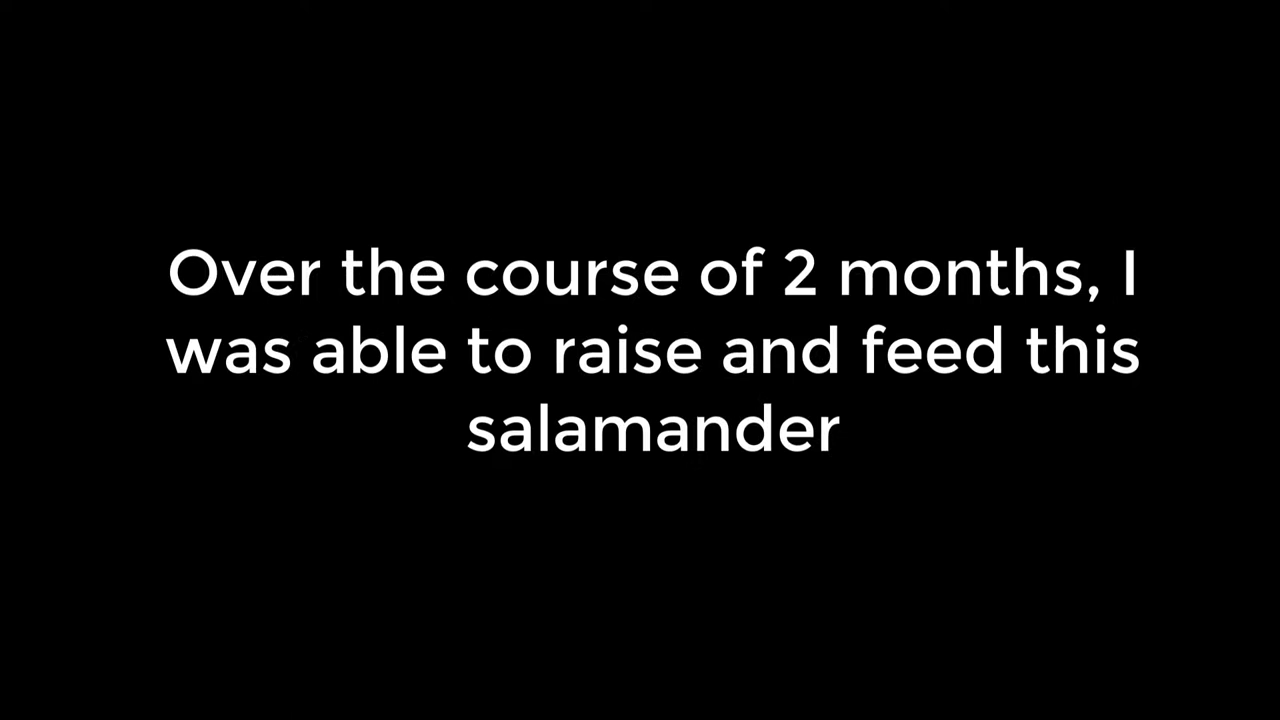 Over the course of 2 months, I
was able to raise and feed this
salamander